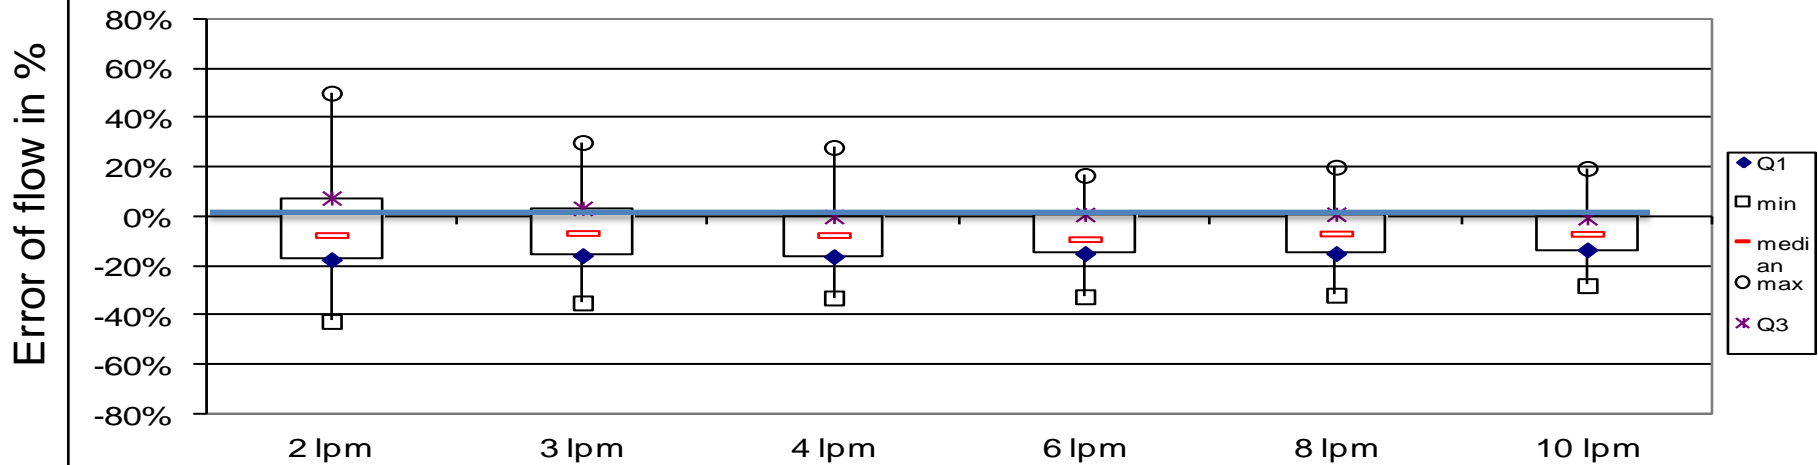 Error of flow in %
80%
60%
40%
20%
0%
-20%
-40%
-60%
-80%
2 lpm 3 lpm 4 lpm 6 lpm 8 lpm 10 lpm
Q1
min
medi
an
max
Q3